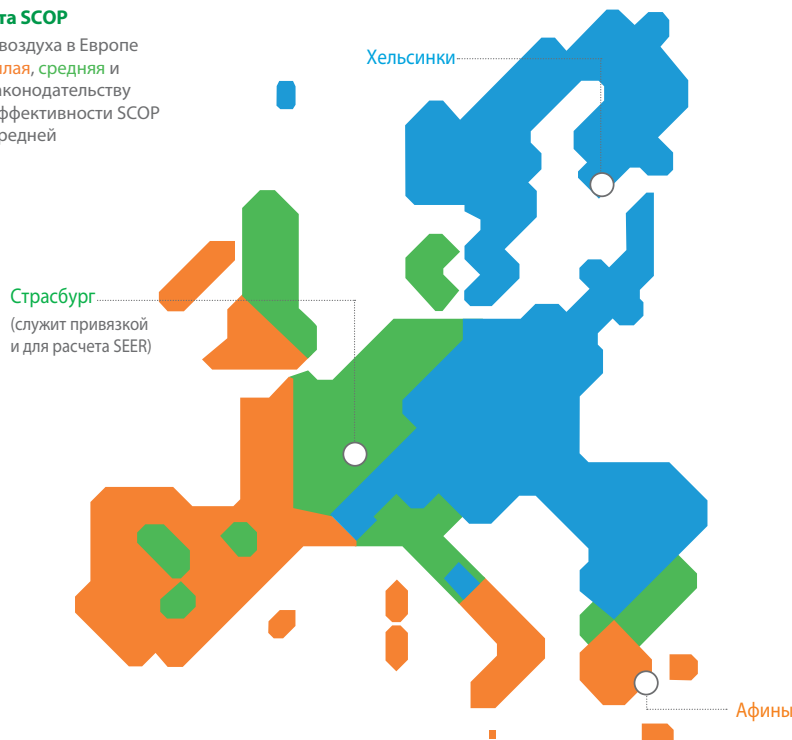 та SCOP
воздуха в Европе
лая, средняя и
аконодательству
ффективности SCOP
редней
Хельсинки
Страсбург
(служит привязкой
и для расчета SEER)
Афины